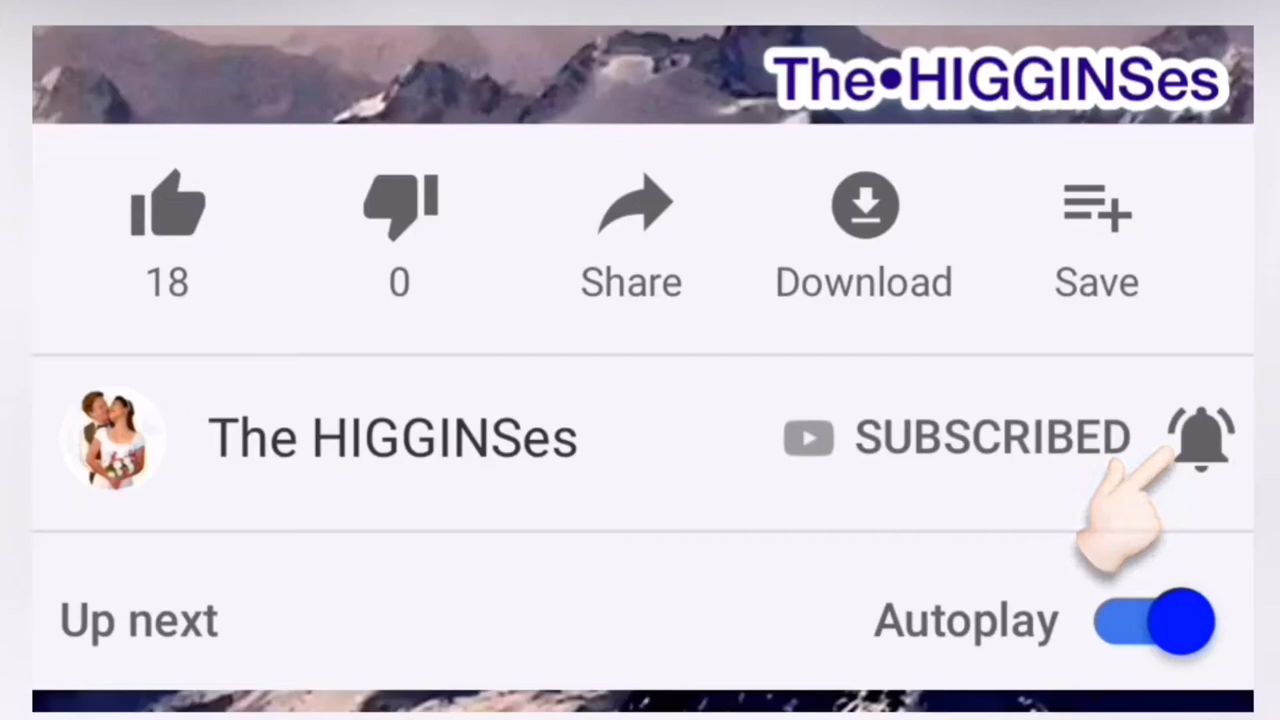 The•HIGGINSes
18
0
Share
Download
Save
The HIGGINSes
SUBSCRIBED
Up next
Autoplay